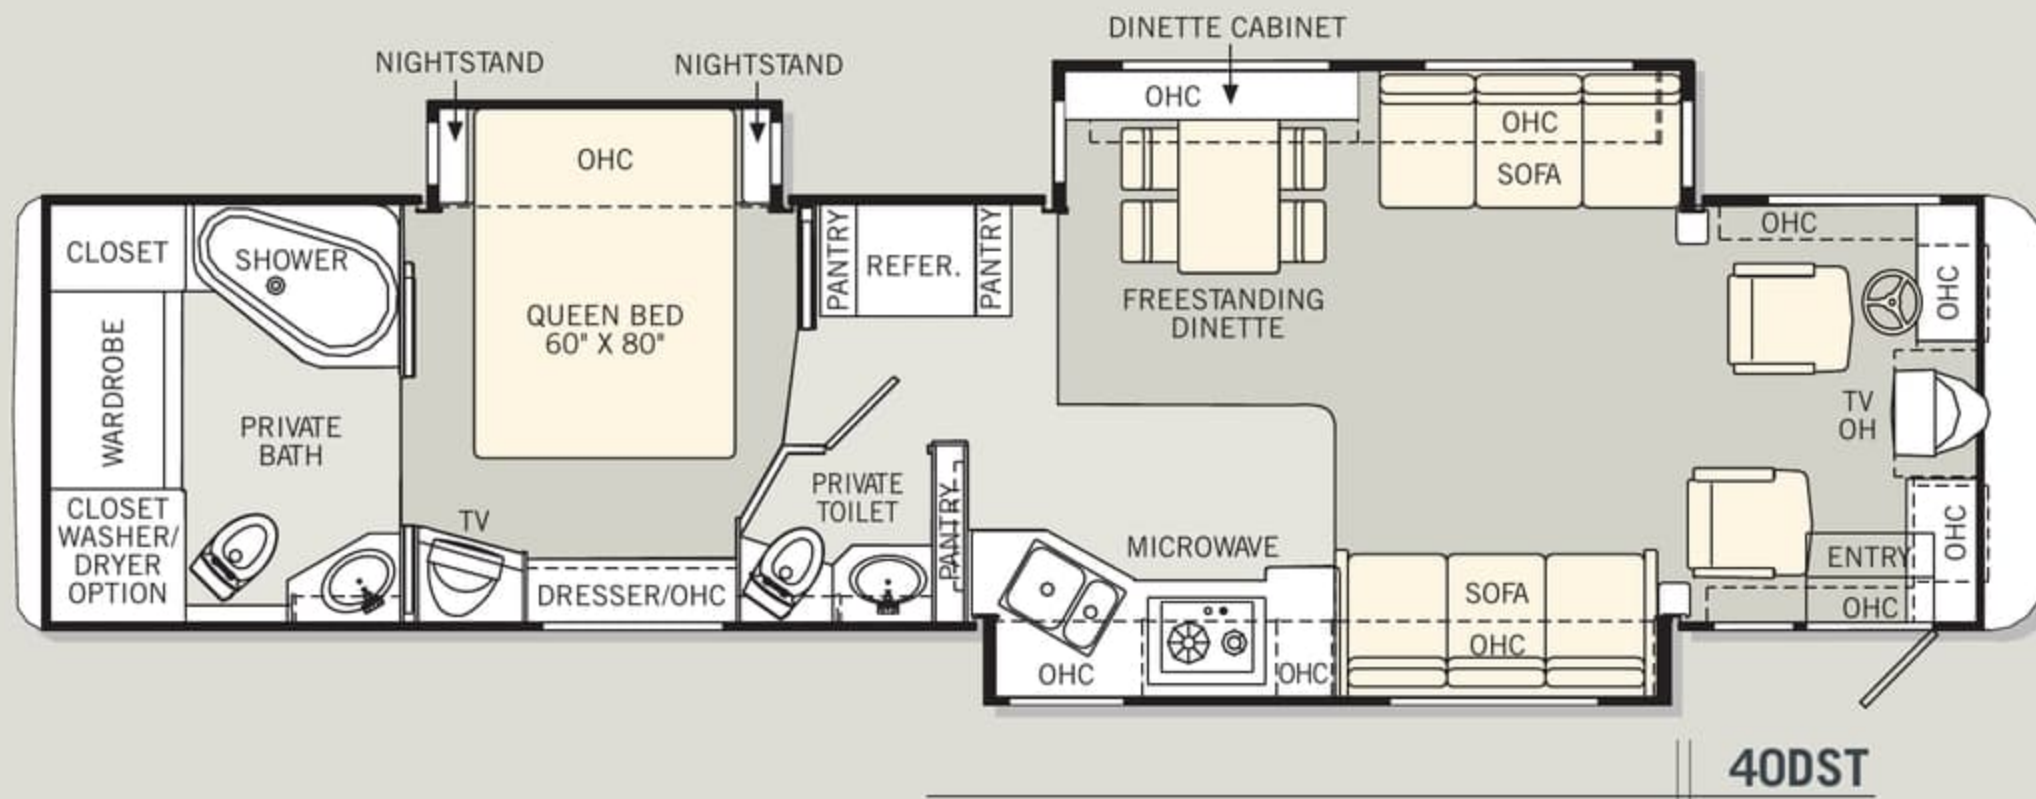 DINETTE CABINET
NIGHTSTAND
NIGHTSTAND
OHC
OHC
SOFA
OHC
CLOSET
SHOWER
PANTRY
REFER.
PANTRY
OHC
OHC
QUEEN BED
60" X 80"
FREESTANDING
DINETTE
WARDROBE
PRIVATE
BATH
TV
OH
CLOSET
WASHER/
DRYER
OPTION
TV
PRIVATE
TOILET
PANTRY
MICROWAVE
DRESSER/OHC
OHC
OHC
SOFA
OHC
ENTRY
OHC
OHC
40DST